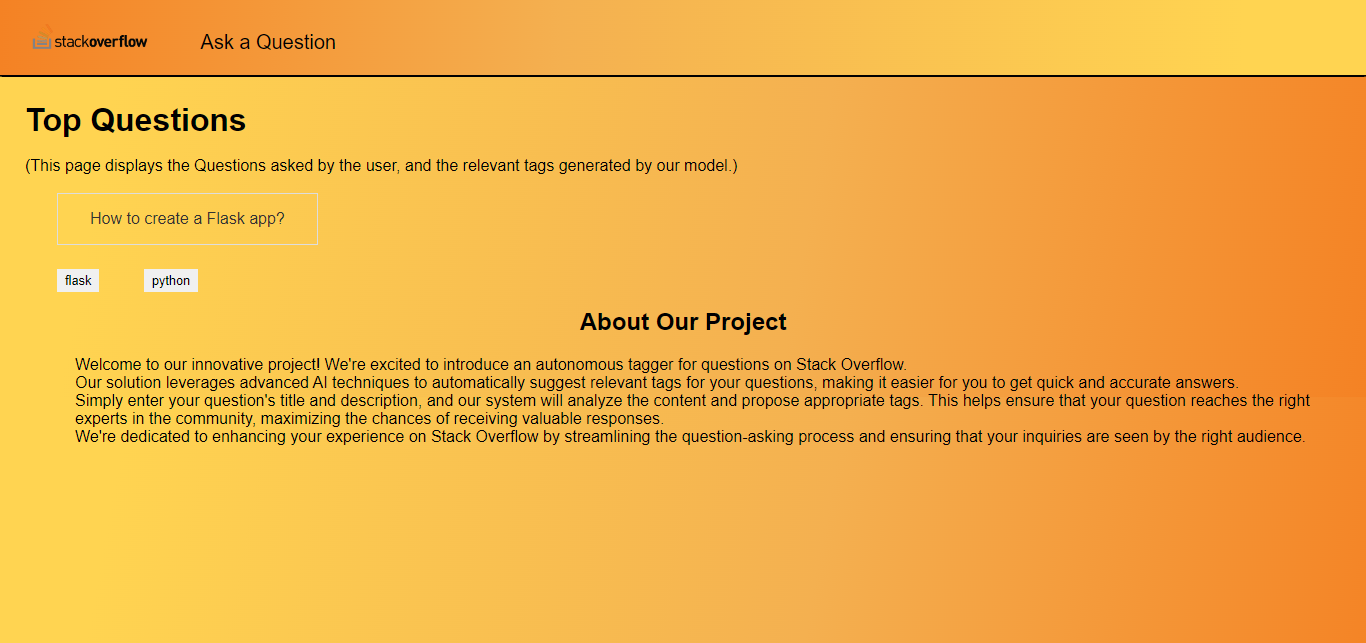 stackoverflow
Ask a Question
Top Questions
(This page displays the Questions asked by the user, and the relevant tags generated by our model.)
How to create a Flask app?
flask
python
About Our Project
Welcome to our innovative project! We're excited to introduce an autonomous tagger for questions on Stack Overflow.
Our solution leverages advanced AI techniques to automatically suggest relevant tags for your questions, making it easier for you to get quick and accurate answers.
Simply enter your question's title and description, and our system will analyze the content and propose appropriate tags. This helps ensure that your question reaches the right
experts in the community, maximizing the chances of receiving valuable responses.
We're dedicated to enhancing your experience on Stack Overflow by streamlining the question-asking process and ensuring that your inquiries are seen by the right audience.